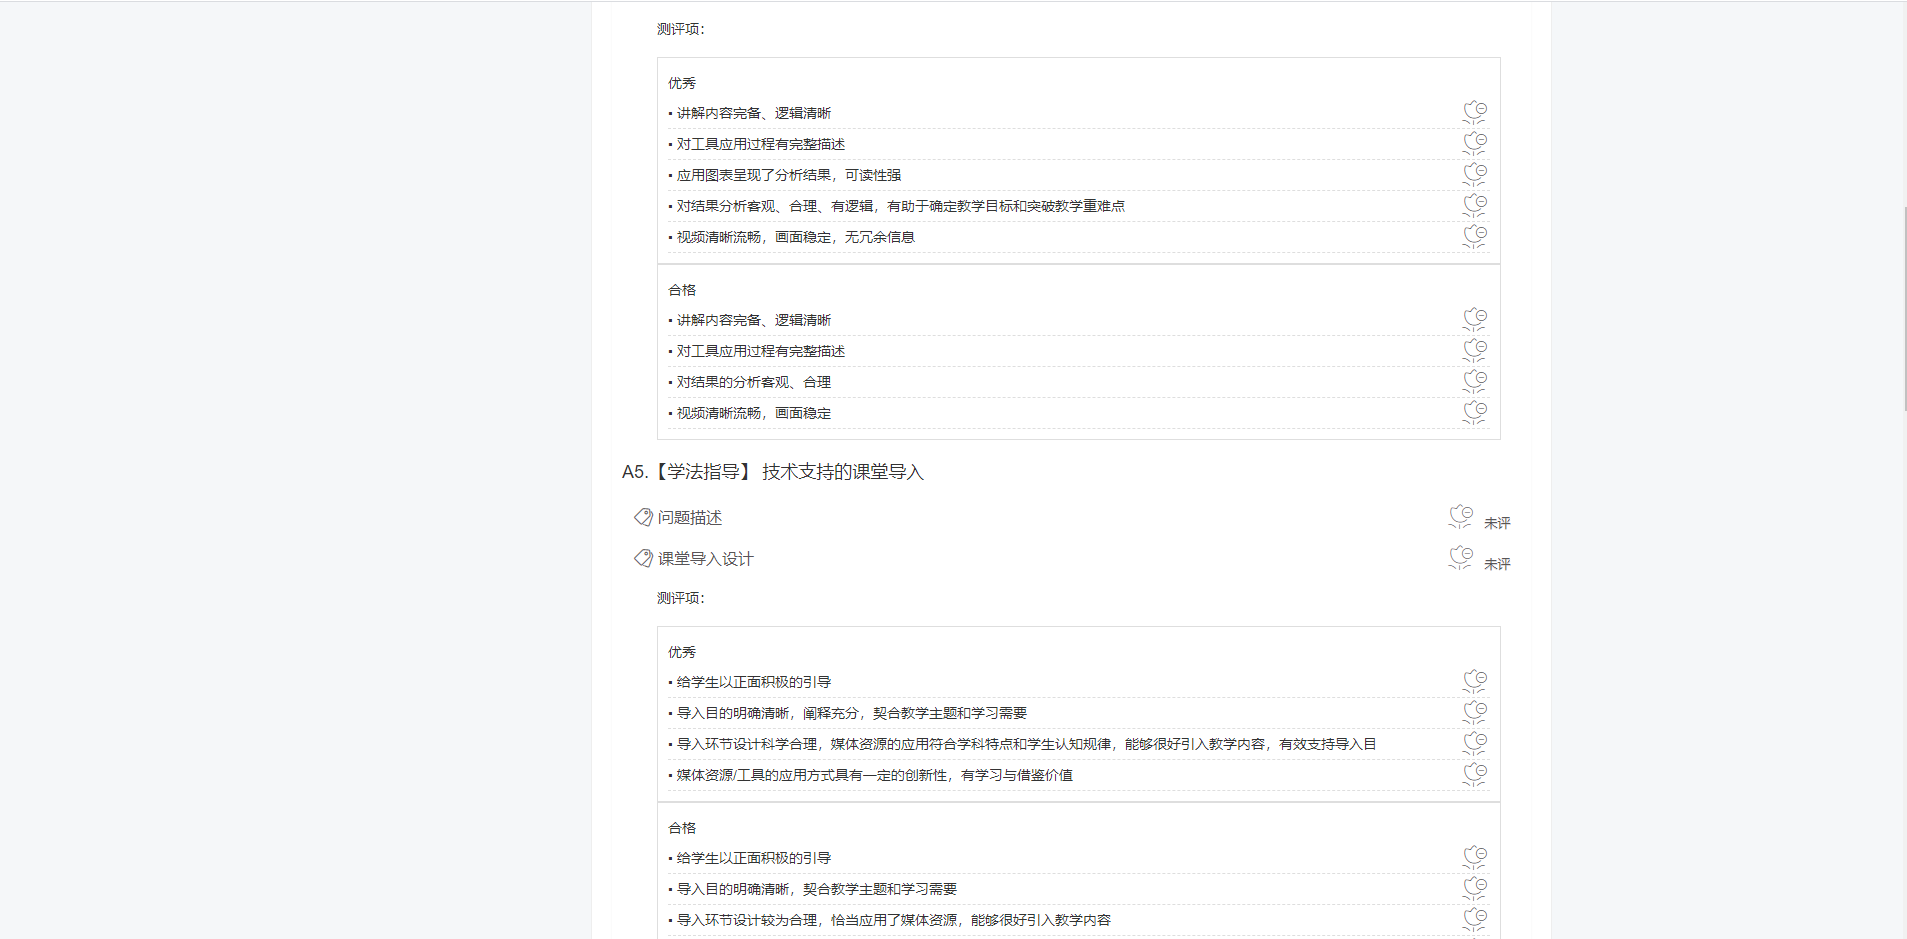 测评项：
优秀
▪ 讲解内容完备、逻辑清晰
▪ 对工具应用过程有完整描述
▪ 应用图表呈现了分析结果，可读性强
▪ 对结果分析客观、合理、有逻辑，有助于确定教学目标和突破教学重难点
▪ 视频清晰流畅，画面稳定，无冗余信息
合格
▪ 讲解内容完备、逻辑清晰
▪ 对工具应用过程有完整描述
▪ 对结果的分析客观、合理
▪ 视频清晰流畅，画面稳定
A5.【学法指导】 技术支持的课堂导入
问题描述 未评
课堂导入设计 未评
测评项：
优秀
▪ 给学生以正面积极的引导
▪ 导入目的明确清晰，阐释充分，契合教学主题和学习需要
▪ 导入环节设计科学合理，媒体资源的应用符合学科特点和学生认知规律，能够很好引入教学内容，有效支持导入目
▪ 媒体资源/工具的应用方式具有一定的创新性，有学习与借鉴价值
合格
▪ 给学生以正面积极的引导
▪ 导入目的明确清晰，契合教学主题和学习需要
▪ 导入环节设计较为合理，恰当应用了媒体资源，能够很好引入教学内容